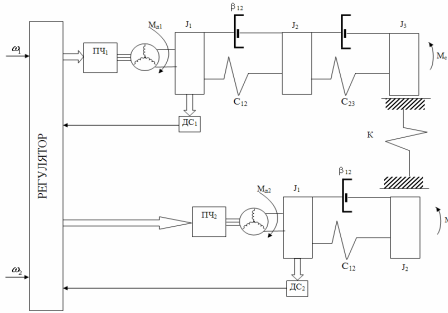 Mд1 J1 β12 J2 J3
ω1 ПЧ1 Mс
C12 C23
ДС1
K
РЕГУЛЯТОР
β12
Mд2 J1
ПЧ2 M
C12 J2
ω2 ДС2